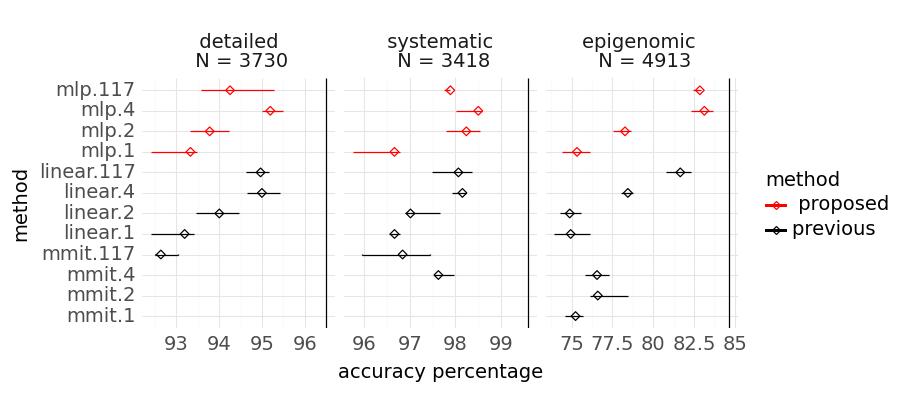 detailed
N = 3730
systematic
N = 3418
epigenomic
N = 4913
method
mlp.117
mlp.4
mlp.2
mlp.1
linear.117
linear.4
linear.2
linear.1
mmit.117
mmit.4
mmit.2
mmit.1
93 94 95 96
96 97 98 99
75 77.5 80 82.5 85
accuracy percentage
method
proposed
previous